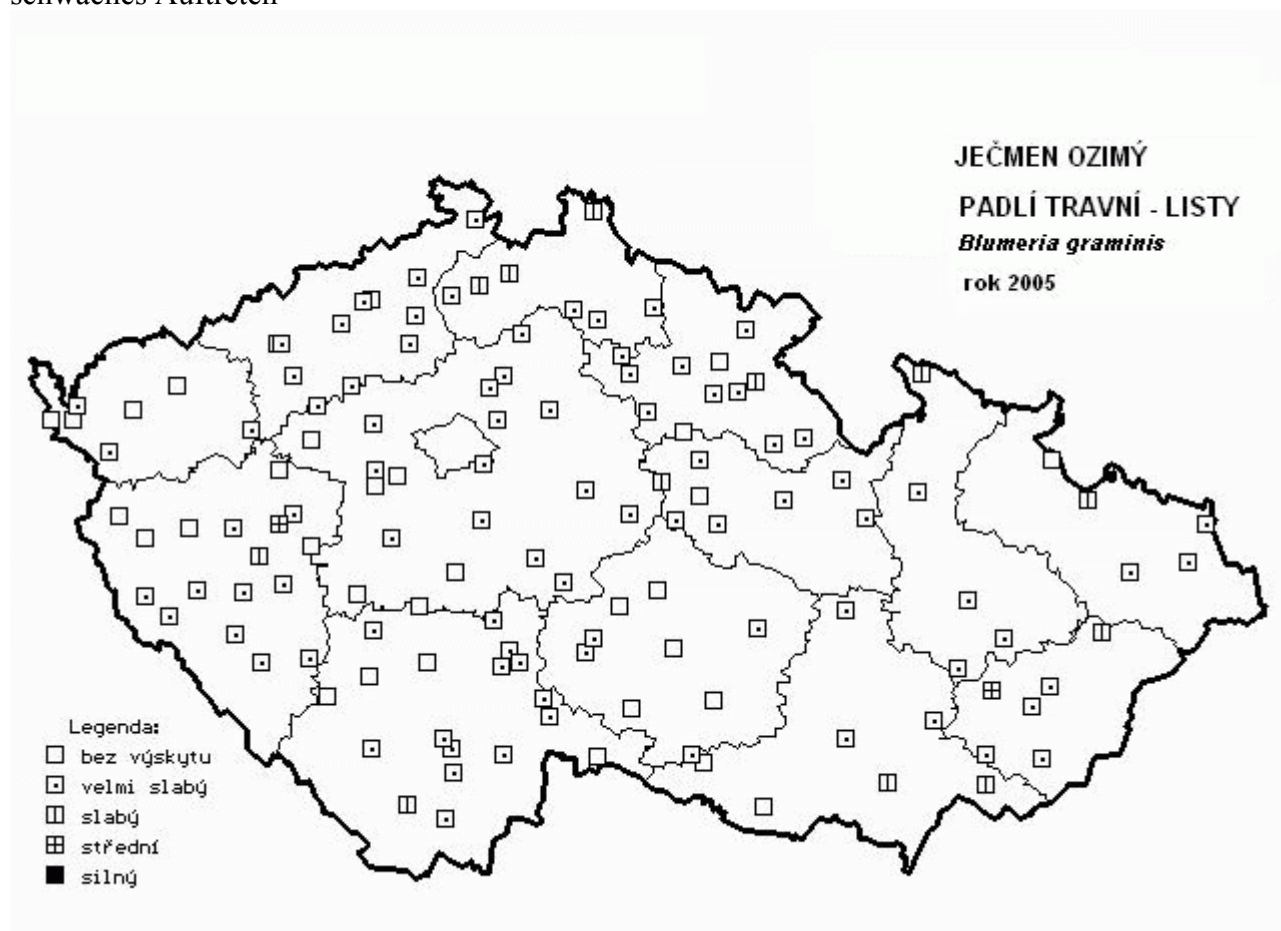 schwaches Auftreten
JEČMEN OZIMÝ
PADLÍ TRAVNÍ - LISTY
Blumeria graminis
rok 2005
Legenda:
bez výskytu
velmi slabý
slabý
střední
silný